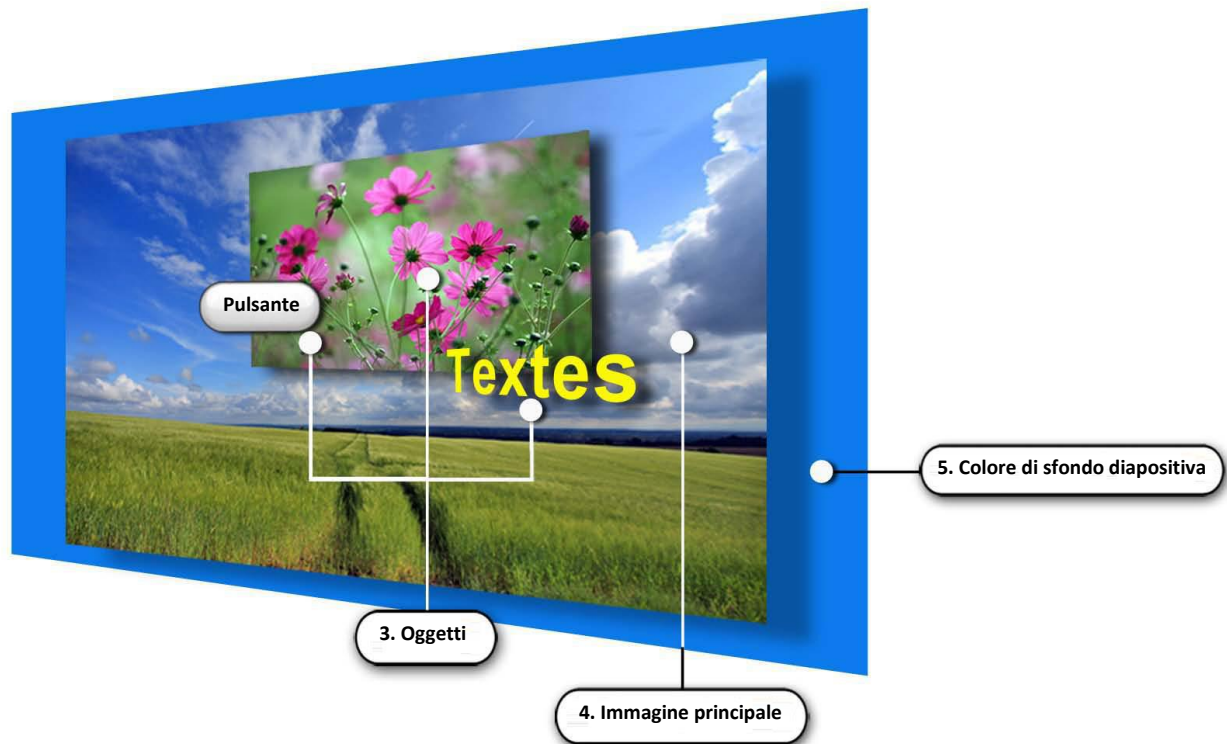 Pulsante
Textes
5. Colore di sfondo diapositiva
3. Oggetti
4. Immagine principale